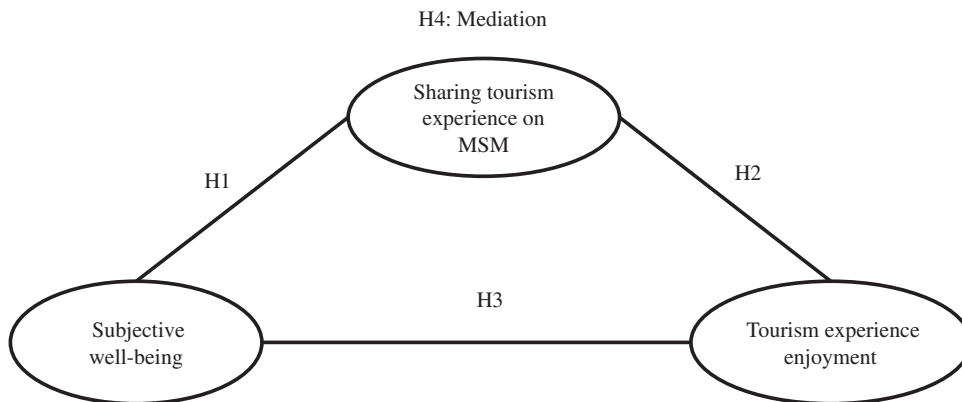 H4: Mediation
Sharing tourism
experience on
MSM
H1
H2
H3
Subjective
well-being
Tourism experience
enjoyment